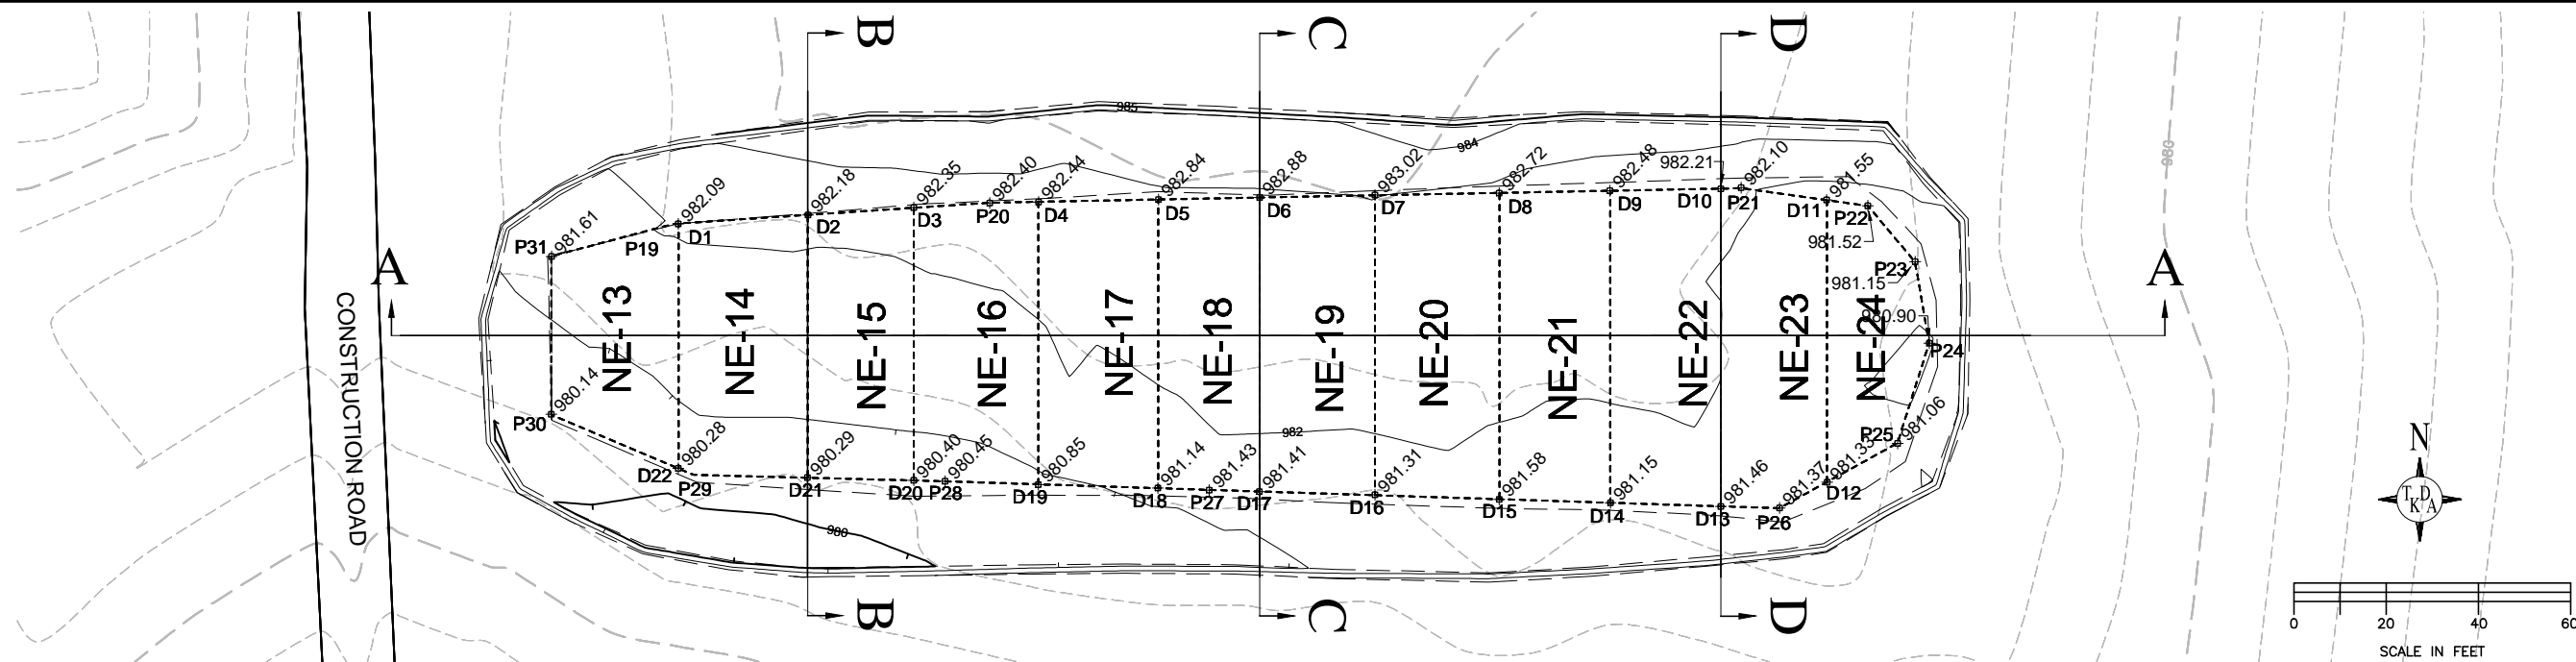 B
C
D
985
984
980
982.09
982.18
982.35
982.40
982.44
982.84
982.88
983.02
982.72
982.48
982.21
982.10
981.55
981.61
P31
P19
D1
D2
D3
P20
D4
D5
D6
D7
D8
D9
D10
P21
D11
P22
981.52
P23
981.15
A
A
CONSTRUCTION ROAD
NE-13
NE-14
NE-15
NE-16
NE-17
NE-18
NE-19
NE-20
NE-21
NE-22
NE-23
NE-24
980.90
P24
982
980.14
P30
980.28
980.29
980.40
980.45
980.85
981.14
981.43
981.41
981.31
981.58
981.15
981.46
981.37
981.33
P25
981.06
D22
P29
D21
D20
P28
D19
D18
P27
D17
D16
D15
D14
D13
P26
D12
980
B
C
D
N
T K D A
0 20 40 60
SCALE IN FEET